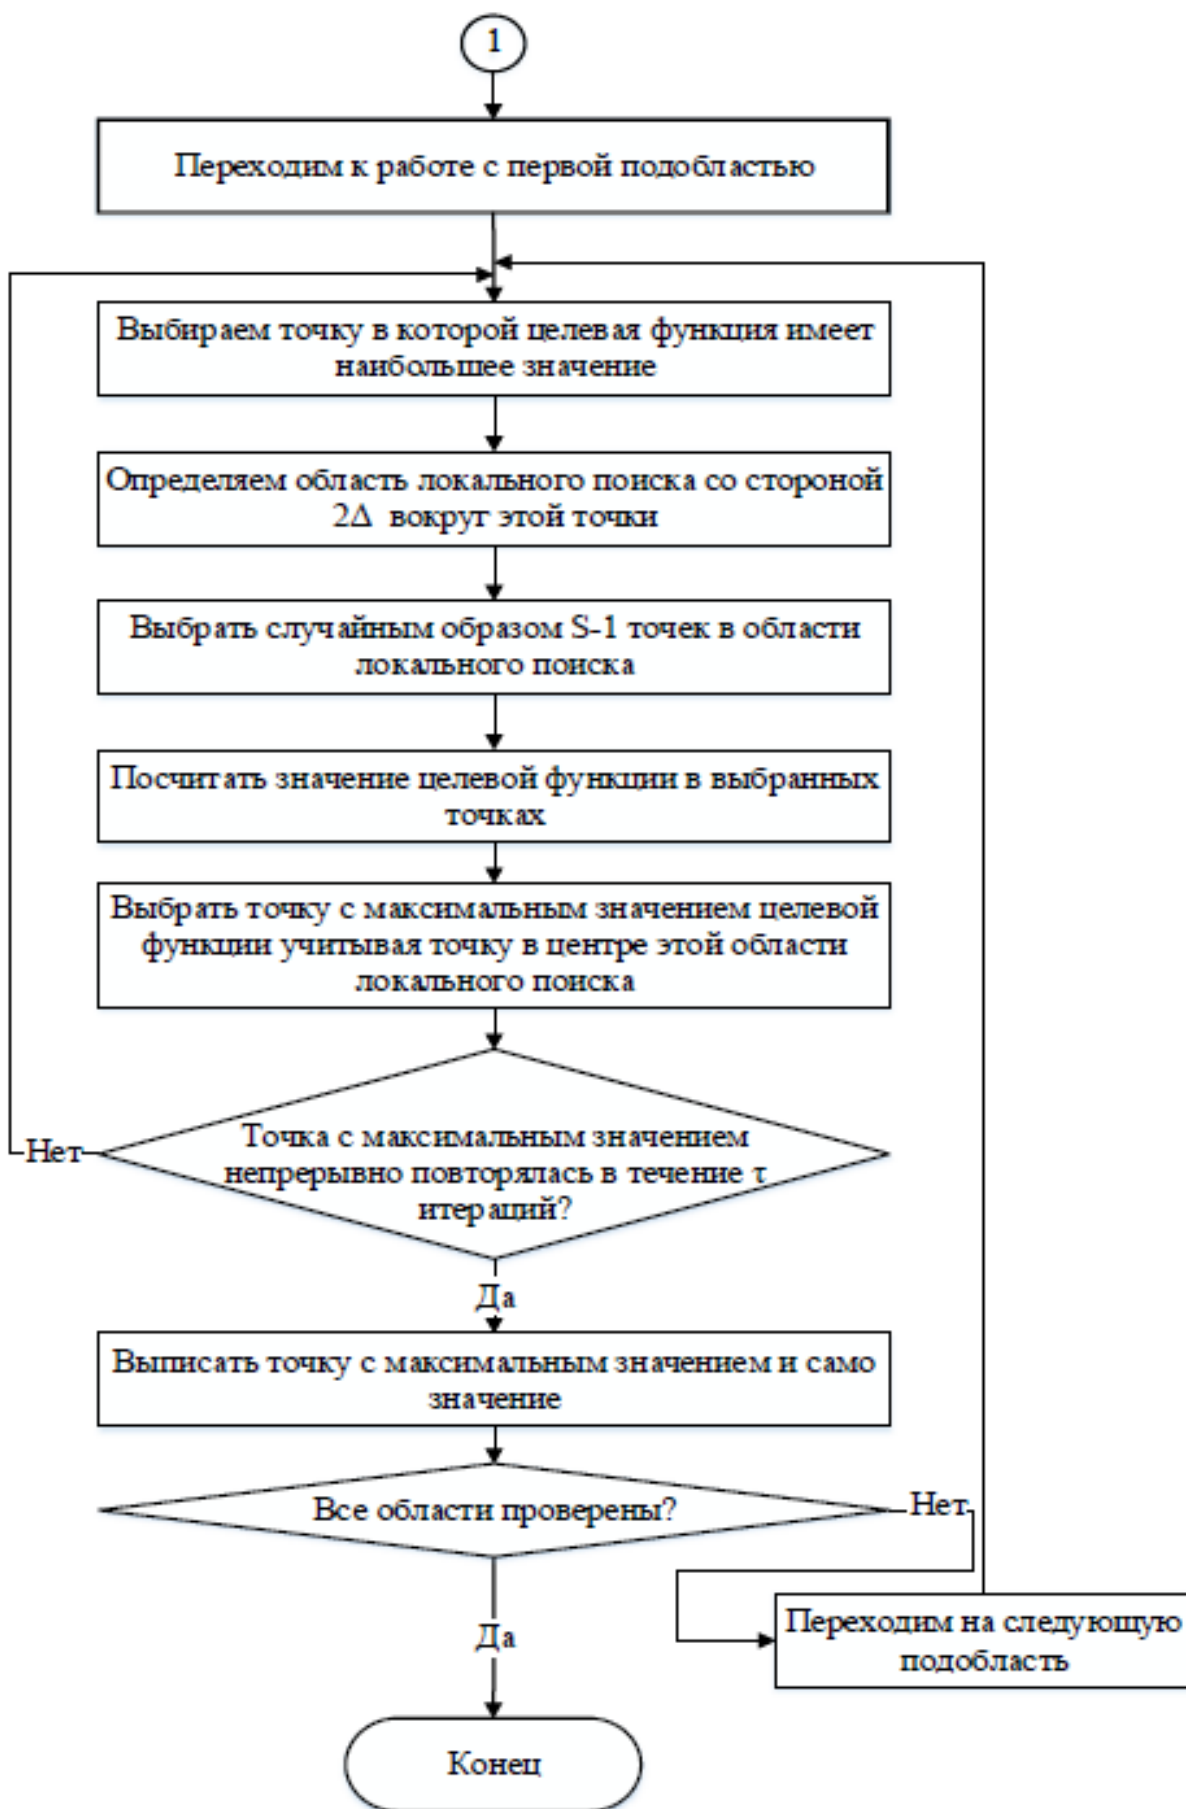 1
Переходим к работе с первой подобластью
Выбираем точку в которой целевая функция имеет
наибольшее значение
Определяем область локального поиска со стороной
2Δ вокруг этой точки
Выбрать случайным образом S-1 точек в области
локального поиска
Посчитать значение целевой функции в выбранных
точках
Выбрать точку с максимальным значением целевой
функции учитывая точку в центре этой области
локального поиска
Нет
Точка с максимальным значением
непрерывно повторялась в течение τ
итераций?
Да
Выписать точку с максимальным значением и само
значение
Все области проверены?
Нет
Переходим на следующую
подобласть
Да
Конец